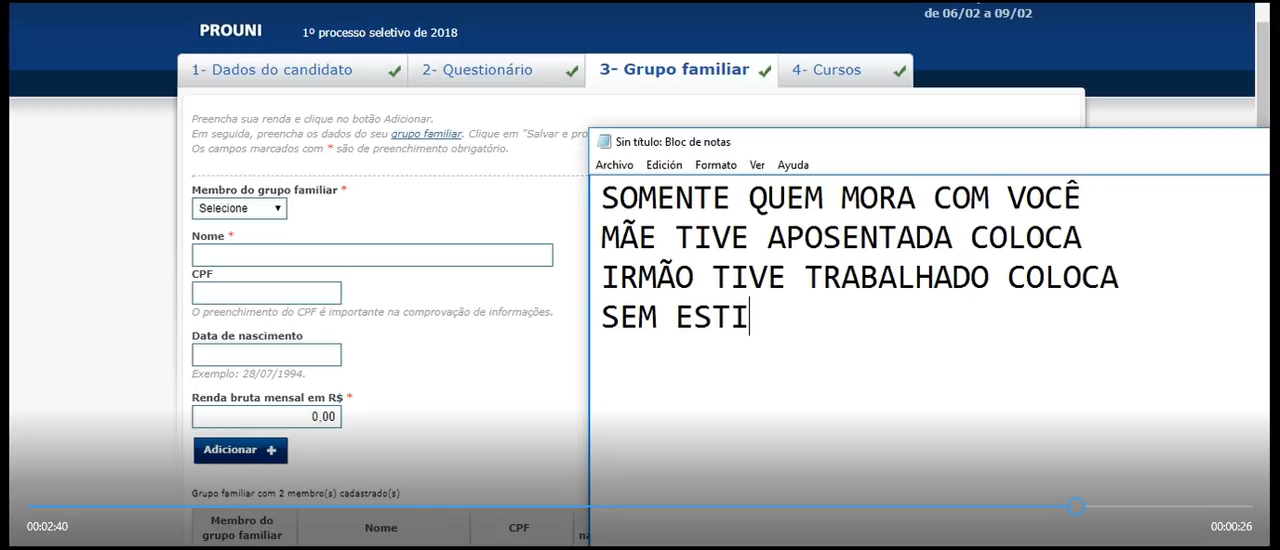 de 06/02 a 09/02
PROUNI
1º processo seletivo de 2018
1- Dados do candidato
2- Questionário
3- Grupo familiar
4- Cursos
Preencha sua renda e clique no botão Adicionar.
Em seguida, preencha os dados do seu grupo familiar. Clique em "Salvar e pro
Os campos marcados com * são de preenchimento obrigatório.
Membro do grupo familiar *
Selecione
Nome *
CPF
O preenchimento do CPF é importante na comprovação de informações.
Data de nascimento
Exemplo: 28/07/1994.
Renda bruta mensal em R$ *
0,00
Adicionar +
Grupo familiar com 2 membro(s) cadastrado(s)
Membro do
grupo familiar
Nome
CPF
na
Sin título: Bloc de notas
Archivo Edición Formato Ver Ayuda
SOMENTE QUEM MORA COM VOCÊ
MÃE TIVE APOSENTADA COLOCA
IRMÃO TIVE TRABALHADO COLOCA
SEM ESTI
00:02:40
00:00:26